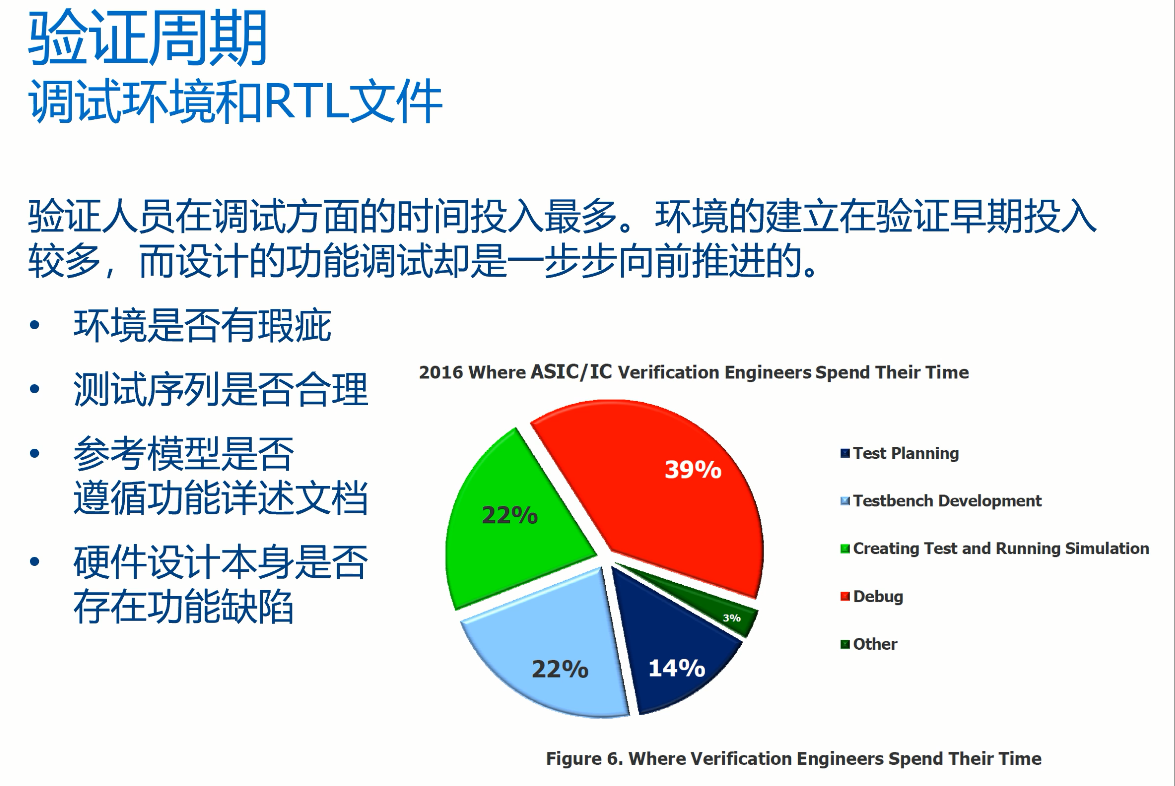 验证周期
调试环境和RTL文件
验证人员在调试方面的时间投入最多。环境的建立在验证早期投入
较多，而设计的功能调试却是一步步向前推进的。
• 环境是否有瑕疵
• 测试序列是否合理
• 参考模型是否
遵循功能详述文档
• 硬件设计本身是否
存在功能缺陷
2016 Where ASIC/IC Verification Engineers Spend Their Time
39%
22%
3%
22%
14%
Test Planning
Testbench Development
Creating Test and Running Simulation
Debug
Other
Figure 6. Where Verification Engineers Spend Their Time